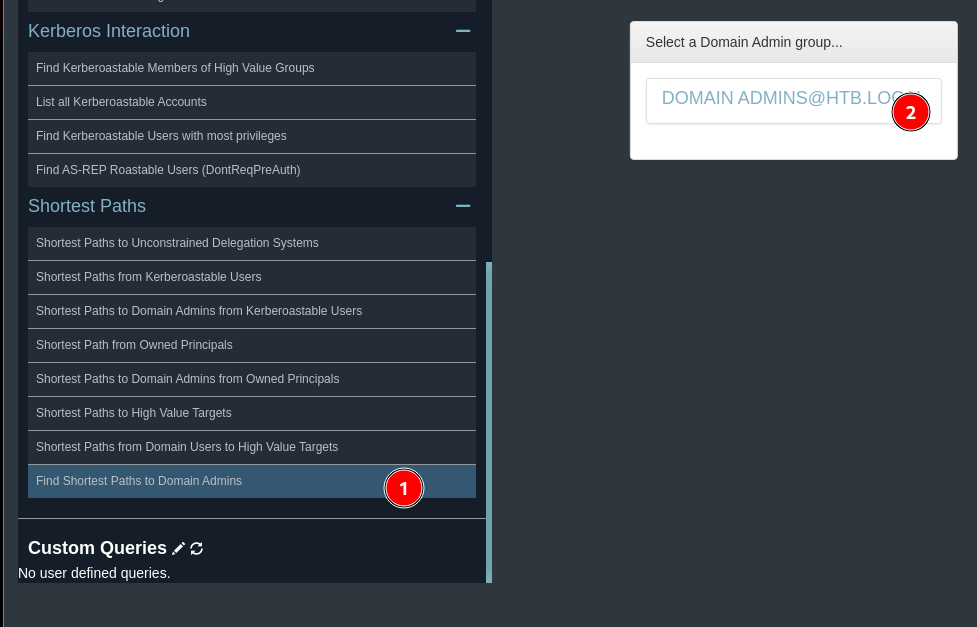 Kerberos Interaction
Find Kerberoastable Members of High Value Groups
List all Kerberoastable Accounts
Find Kerberoastable Users with most privileges
Find AS-REP Roastable Users (DontReqPreAuth)
Shortest Paths
Shortest Paths to Unconstrained Delegation Systems
Shortest Paths from Kerberoastable Users
Shortest Paths to Domain Admins from Kerberoastable Users
Shortest Path from Owned Principals
Shortest Paths to Domain Admins from Owned Principals
Shortest Paths to High Value Targets
Shortest Paths from Domain Users to High Value Targets
Find Shortest Paths to Domain Admins
1
Custom Queries
No user defined queries.
Select a Domain Admin group...
DOMAIN
2